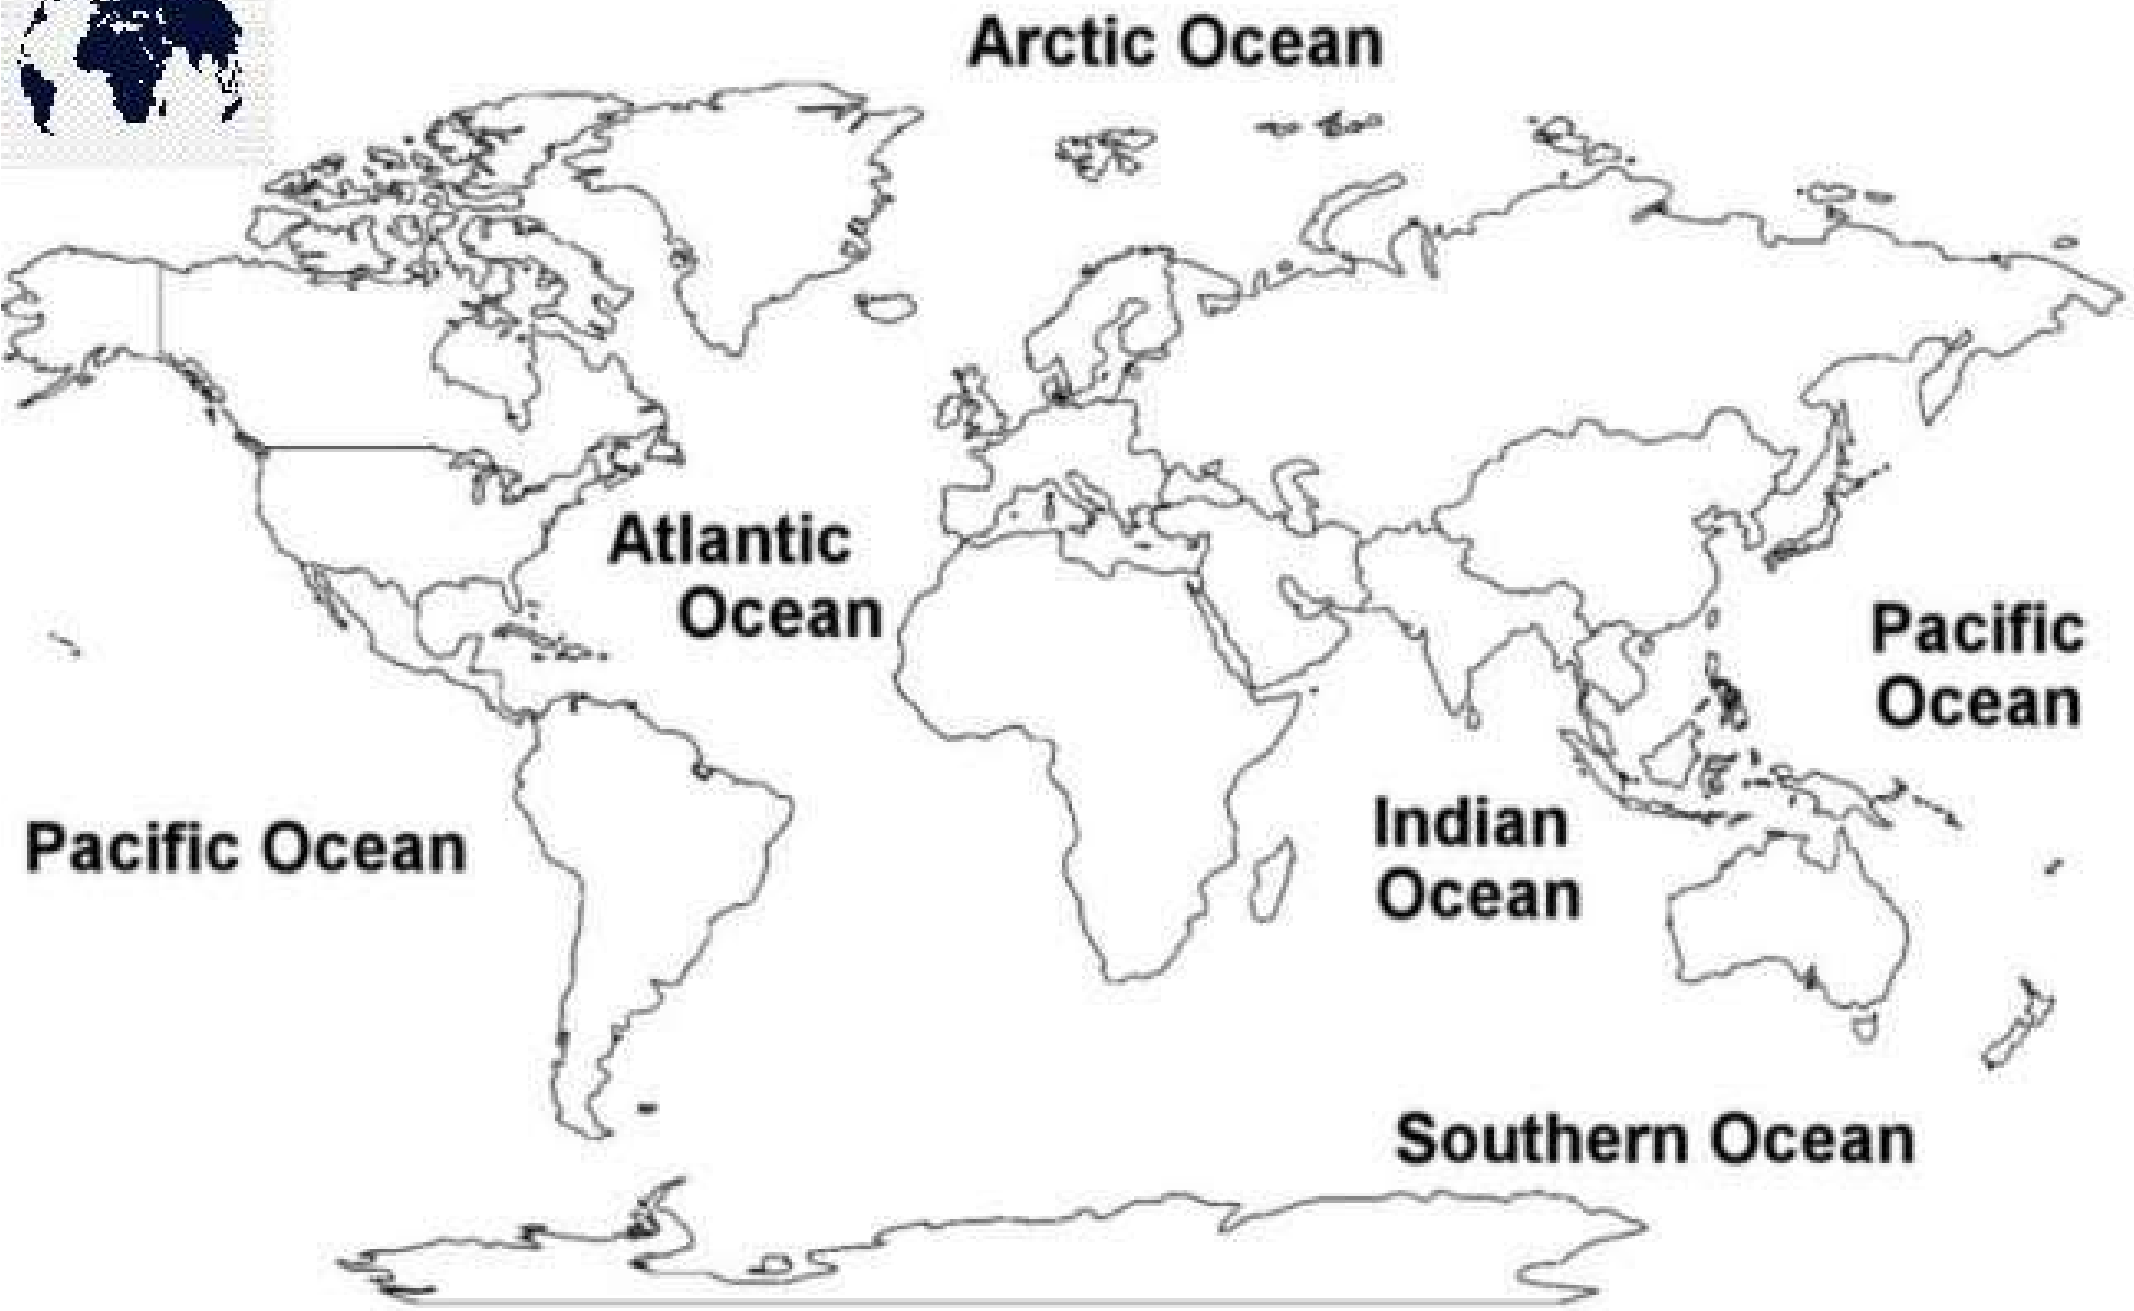 Arctic Ocean
Atlantic
Ocean
Pacific
Ocean
Pacific Ocean
Indian
Ocean
Southern Ocean